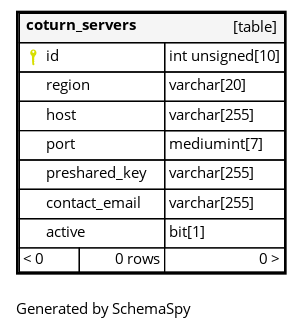 coturn_servers [table]
id int unsigned[10]
region varchar[20]
host varchar[255]
port mediumint[7]
preshared_key varchar[255]
contact_email varchar[255]
active bit[1]
< 0 0 rows 0 >
Generated by SchemaSpy